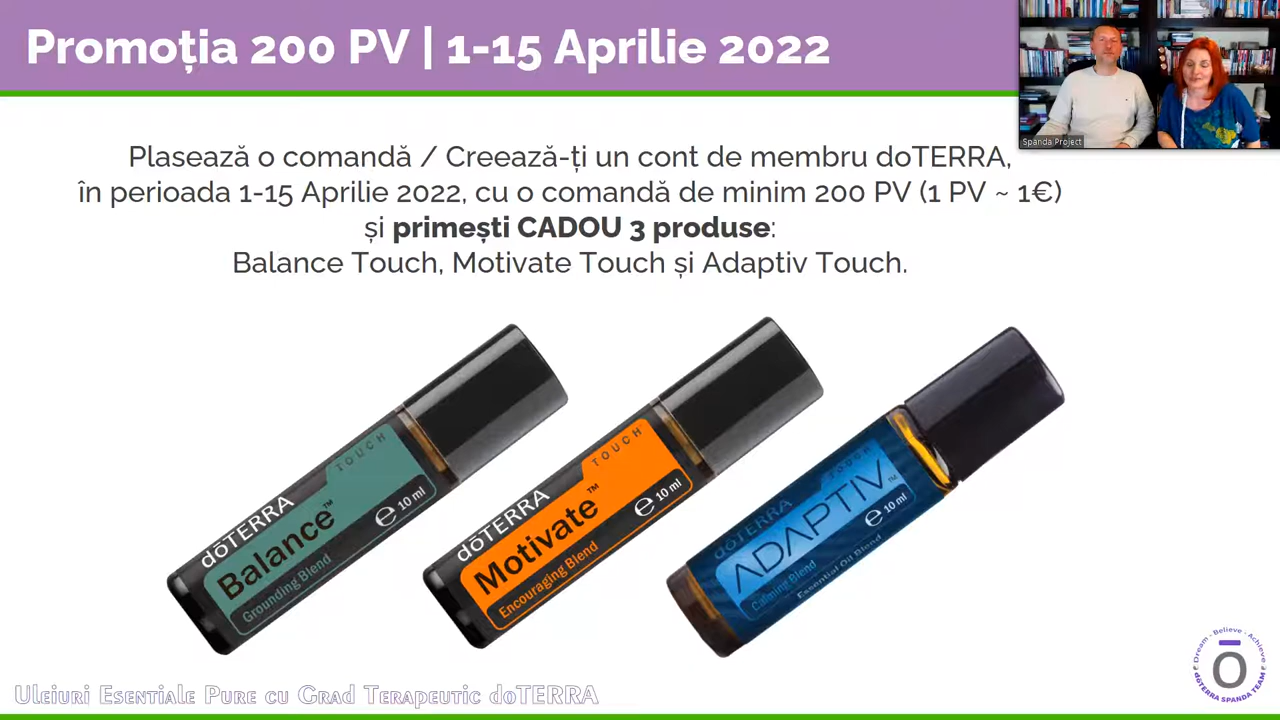 Promoția 200 PV | 1-15 Aprilie 2022
Spanda Project
Plasează o comandă / Creează-ți un cont de membru doTERRA,
în perioada 1-15 Aprilie 2022, cu o comandă de minim 200 PV (1 PV ~ 1€)
și primești CADOU 3 produse:
Balance Touch, Motivate Touch și Adaptiv Touch.
TOUCH
dōTERRA
Balance™
℮ 10 ml
Grounding Blend
TOUCH
dōTERRA
Motivate™
℮ 10 ml
Encouraging Blend
TOUCH
dōTERRA
ADAPTIV™
℮ 10 ml
Calming Blend
Essential Oil Blend
Uleiuri Esentiale Pure cu Grad Terapeutic doTERRA
Dream - Believe - Achieve
ō
dōTERRA SPANDA TEAM